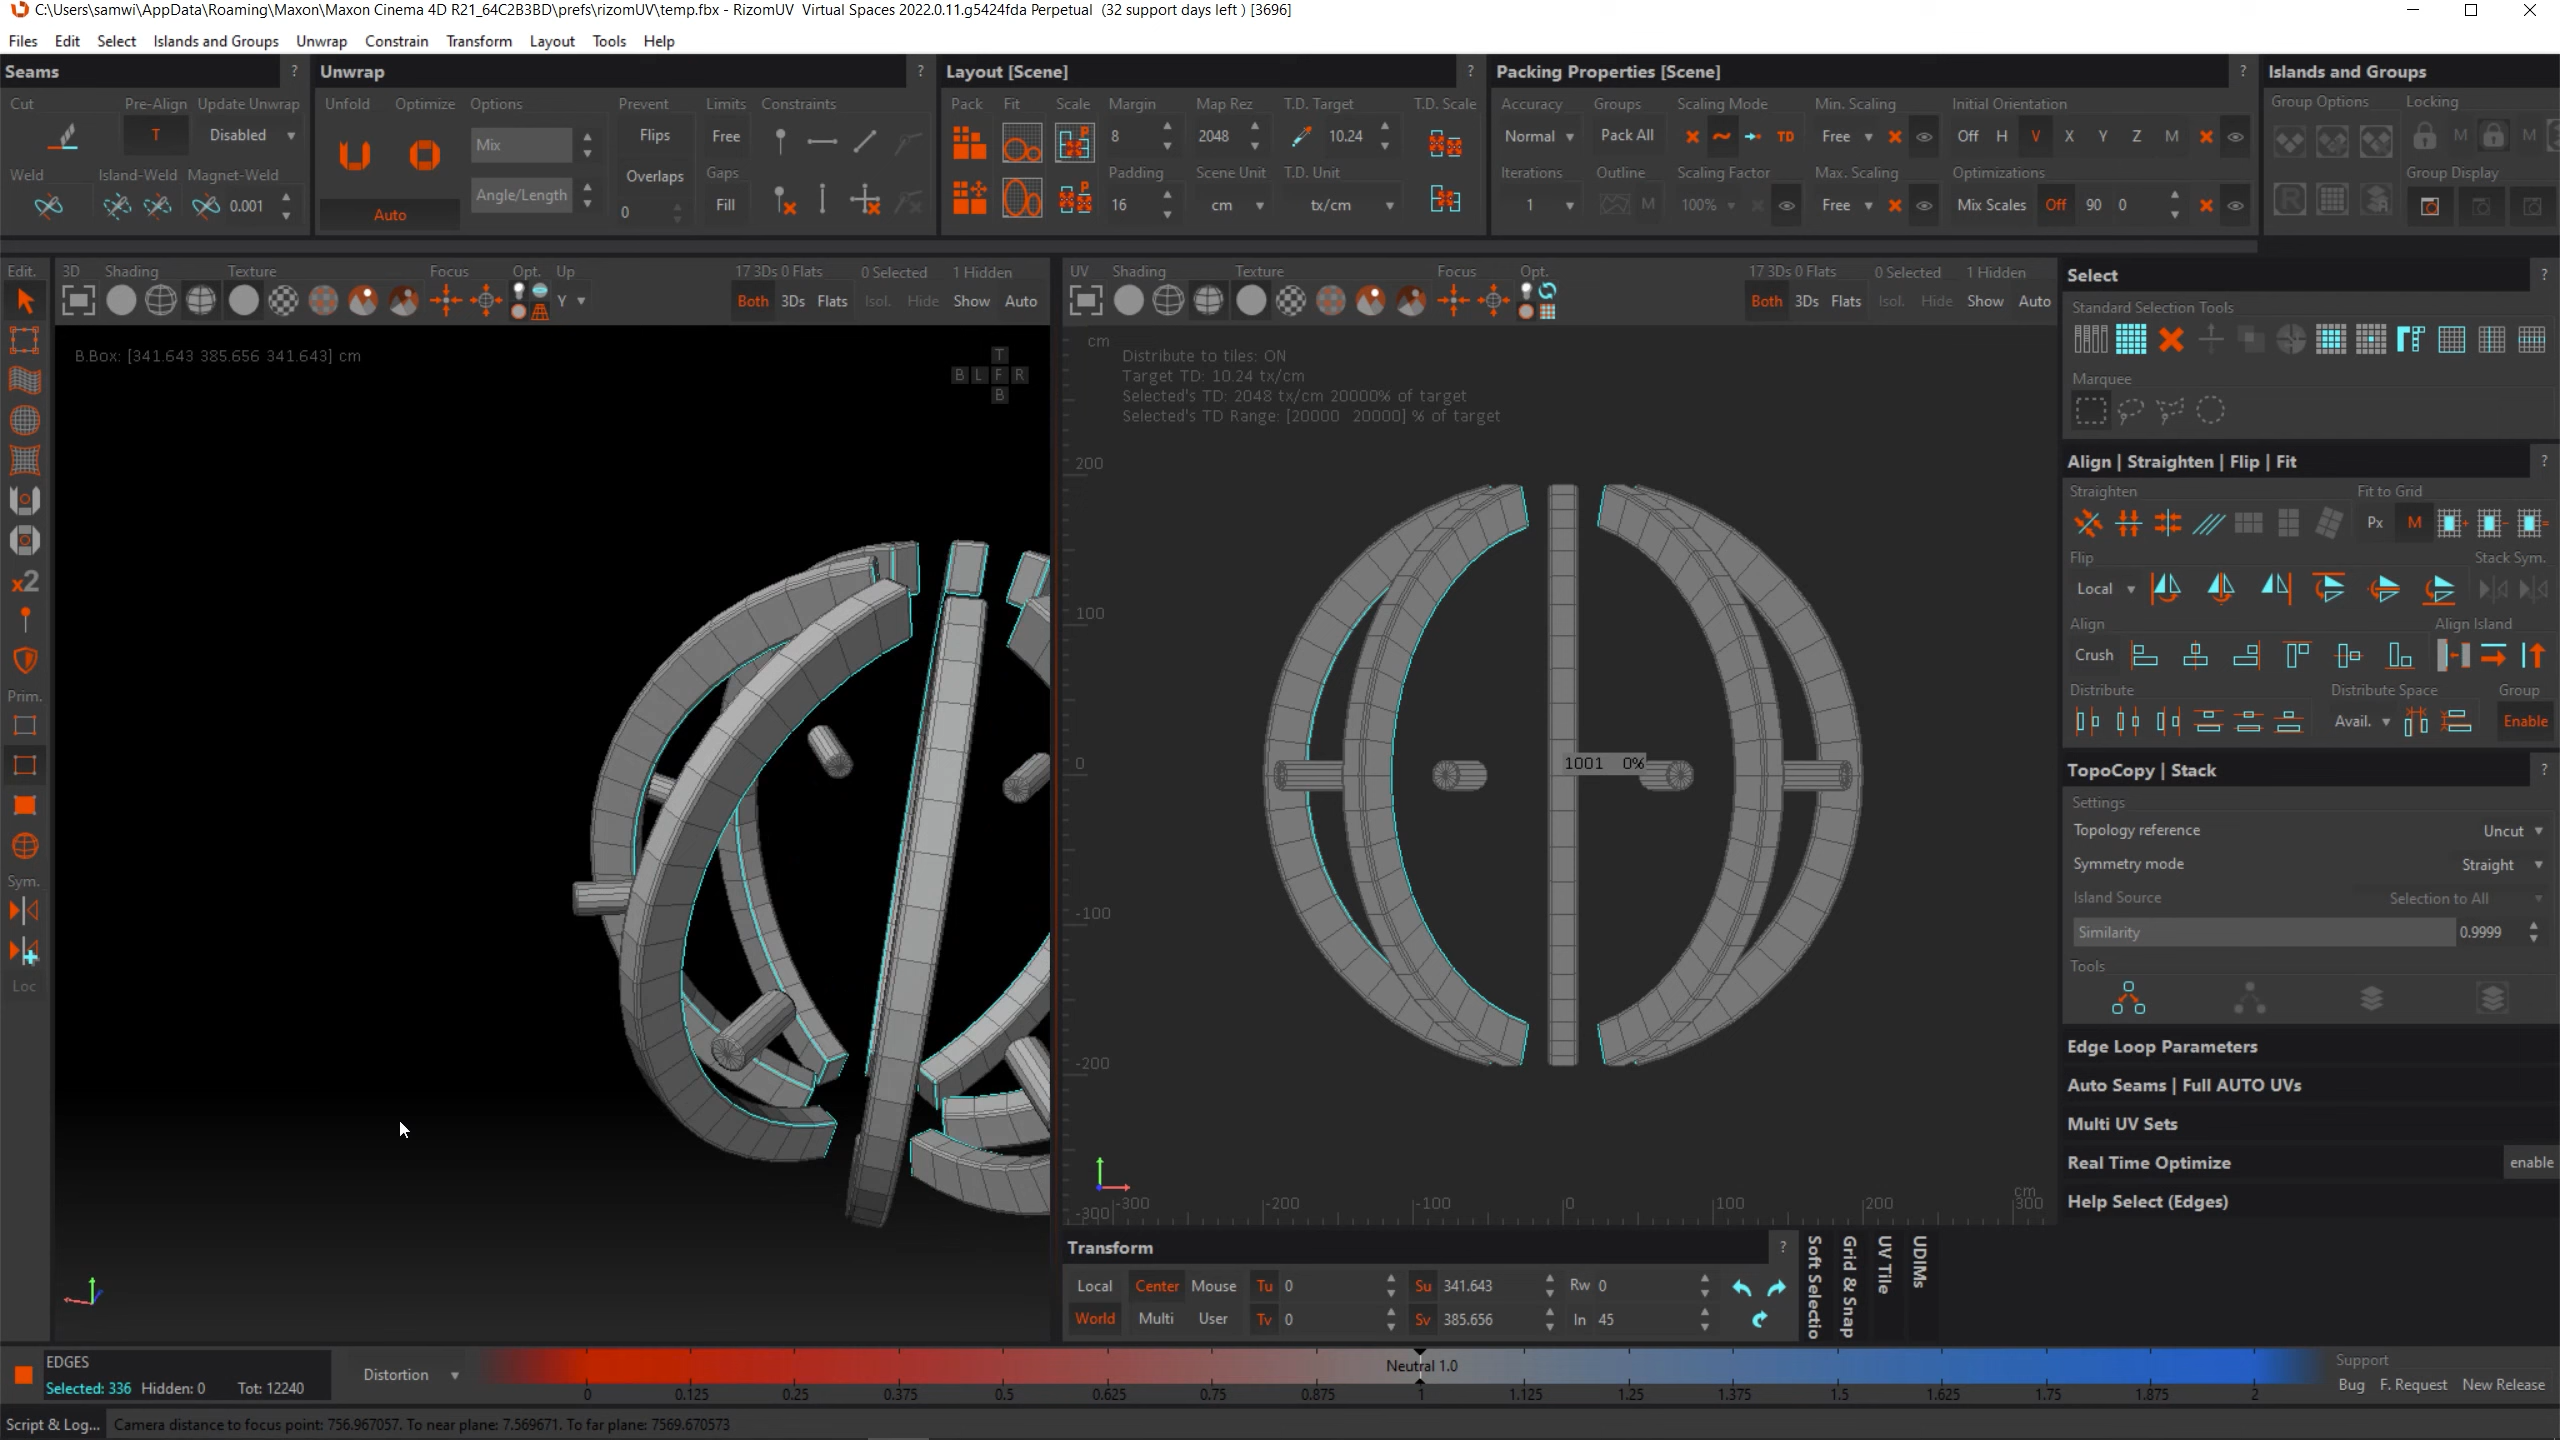 C:\Users\samwi\AppData\Roaming\Maxon\Maxon Cinema 4D R21_64C2B3BD\prefs\rizomUV\temp.fbx - RizomUV  Virtual Spaces 2022.0.11.g5424fda Perpetual  (32 support days left ) [3696]
Files Edit Select Islands and Groups Unwrap Constrain Transform Layout Tools Help
Seams ? Unwrap ? Layout [Scene] ? Packing Properties [Scene] ? Islands and Groups
Cut Pre-Align Update Unwrap Unfold Optimize Options Prevent Limits Constraints Pack Fit Scale Margin Map Rez T.D. Target T.D. Scale Accuracy Groups Scaling Mode Min. Scaling Initial Orientation Group Options Locking
T Disabled Mix Flips Free 8 2048 10.24 Normal Pack All TD Free Off H V X Y Z M M M
Weld Island-Weld Magnet-Weld Angle/Length Overlaps Gaps Padding Scene Unit T.D. Unit Iterations Outline Scaling Factor Max. Scaling Optimizations Group Display
0.001 Auto 0 Fill 16 cm tx/cm 1 M 100% Free Mix Scales Off 90 0
Edit. 3D Shading Texture Focus Opt. Up 17 3Ds 0 Flats 0 Selected 1 Hidden UV Shading Texture Focus Opt. 17 3Ds 0 Flats 0 Selected 1 Hidden Select ?
Y Both 3Ds Flats Isol. Hide Show Auto Both 3Ds Flats Isol. Hide Show Auto
Standard Selection Tools
B.Box: [341.643 385.656 341.643] cm
T
B L F R
B
cm
Distribute to tiles: ON
Target TD: 10.24 tx/cm
Selected's TD: 2048 tx/cm 20000% of target
Selected's TD Range: [20000  20000] % of target
Marquee
Align | Straighten | Flip | Fit ?
Straighten Fit to Grid
Px M
Flip Stack Sym.
Local
Align Align Island
Crush
Distribute Distribute Space Group
Avail. Enable
TopoCopy | Stack ?
Settings
Topology reference Uncut
Symmetry mode Straight
Island Source Selection to All
Similarity 0.9999
Tools
Edge Loop Parameters
Auto Seams | Full AUTO UVs
Multi UV Sets
Real Time Optimize enable
Help Select (Edges)
x2
Prim.
Sym.
Loc
200
100
0
-100
-200
-300
1001 0%
-300 -200 -100 0 100 200 300
cm
Transform ?
Local Center Mouse Tu 0 Su 341.643 Rw 0
World Multi User Tv 0 Sv 385.656 In 45
Soft Selectio
Grid & Snap
UV Tile
UDIMs
EDGES
Selected: 336 Hidden: 0 Tot: 12240
Distortion
Neutral 1.0
0 0.125 0.25 0.375 0.5 0.625 0.75 0.875 1 1.125 1.25 1.375 1.5 1.625 1.75 1.875 2
Support
Bug F. Request New Release
Script & Log... Camera distance to focus point: 756.967057. To near plane: 7.569671. To far plane: 7569.670573